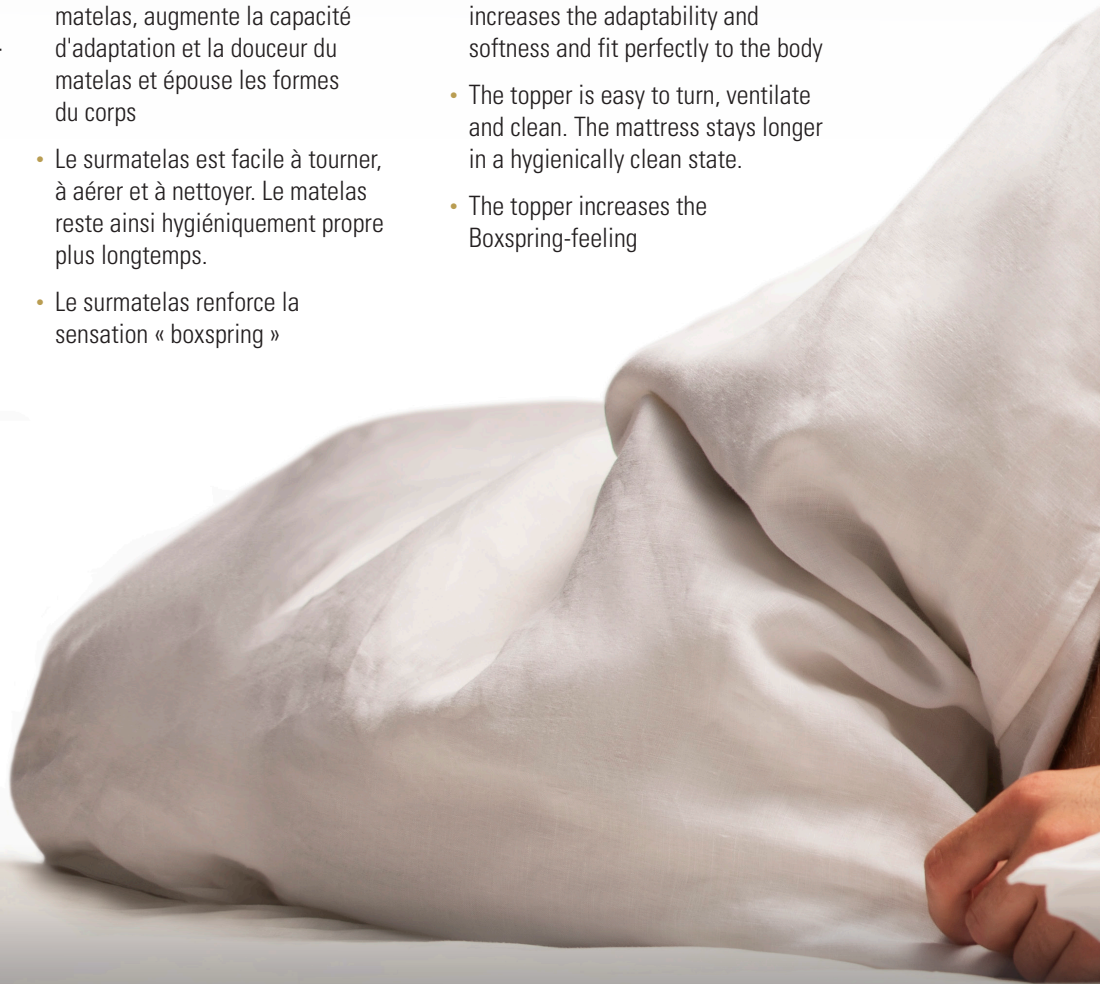 matelas, augmente la capacité
d'adaptation et la douceur du
matelas et épouse les formes
du corps
• Le surmatelas est facile à tourner,
à aérer et à nettoyer. Le matelas
reste ainsi hygiéniquement propre
plus longtemps.
• Le surmatelas renforce la
sensation « boxspring »
increases the adaptability and
softness and fit perfectly to the body
• The topper is easy to turn, ventilate
and clean. The mattress stays longer
in a hygienically clean state.
• The topper increases the
Boxspring-feeling